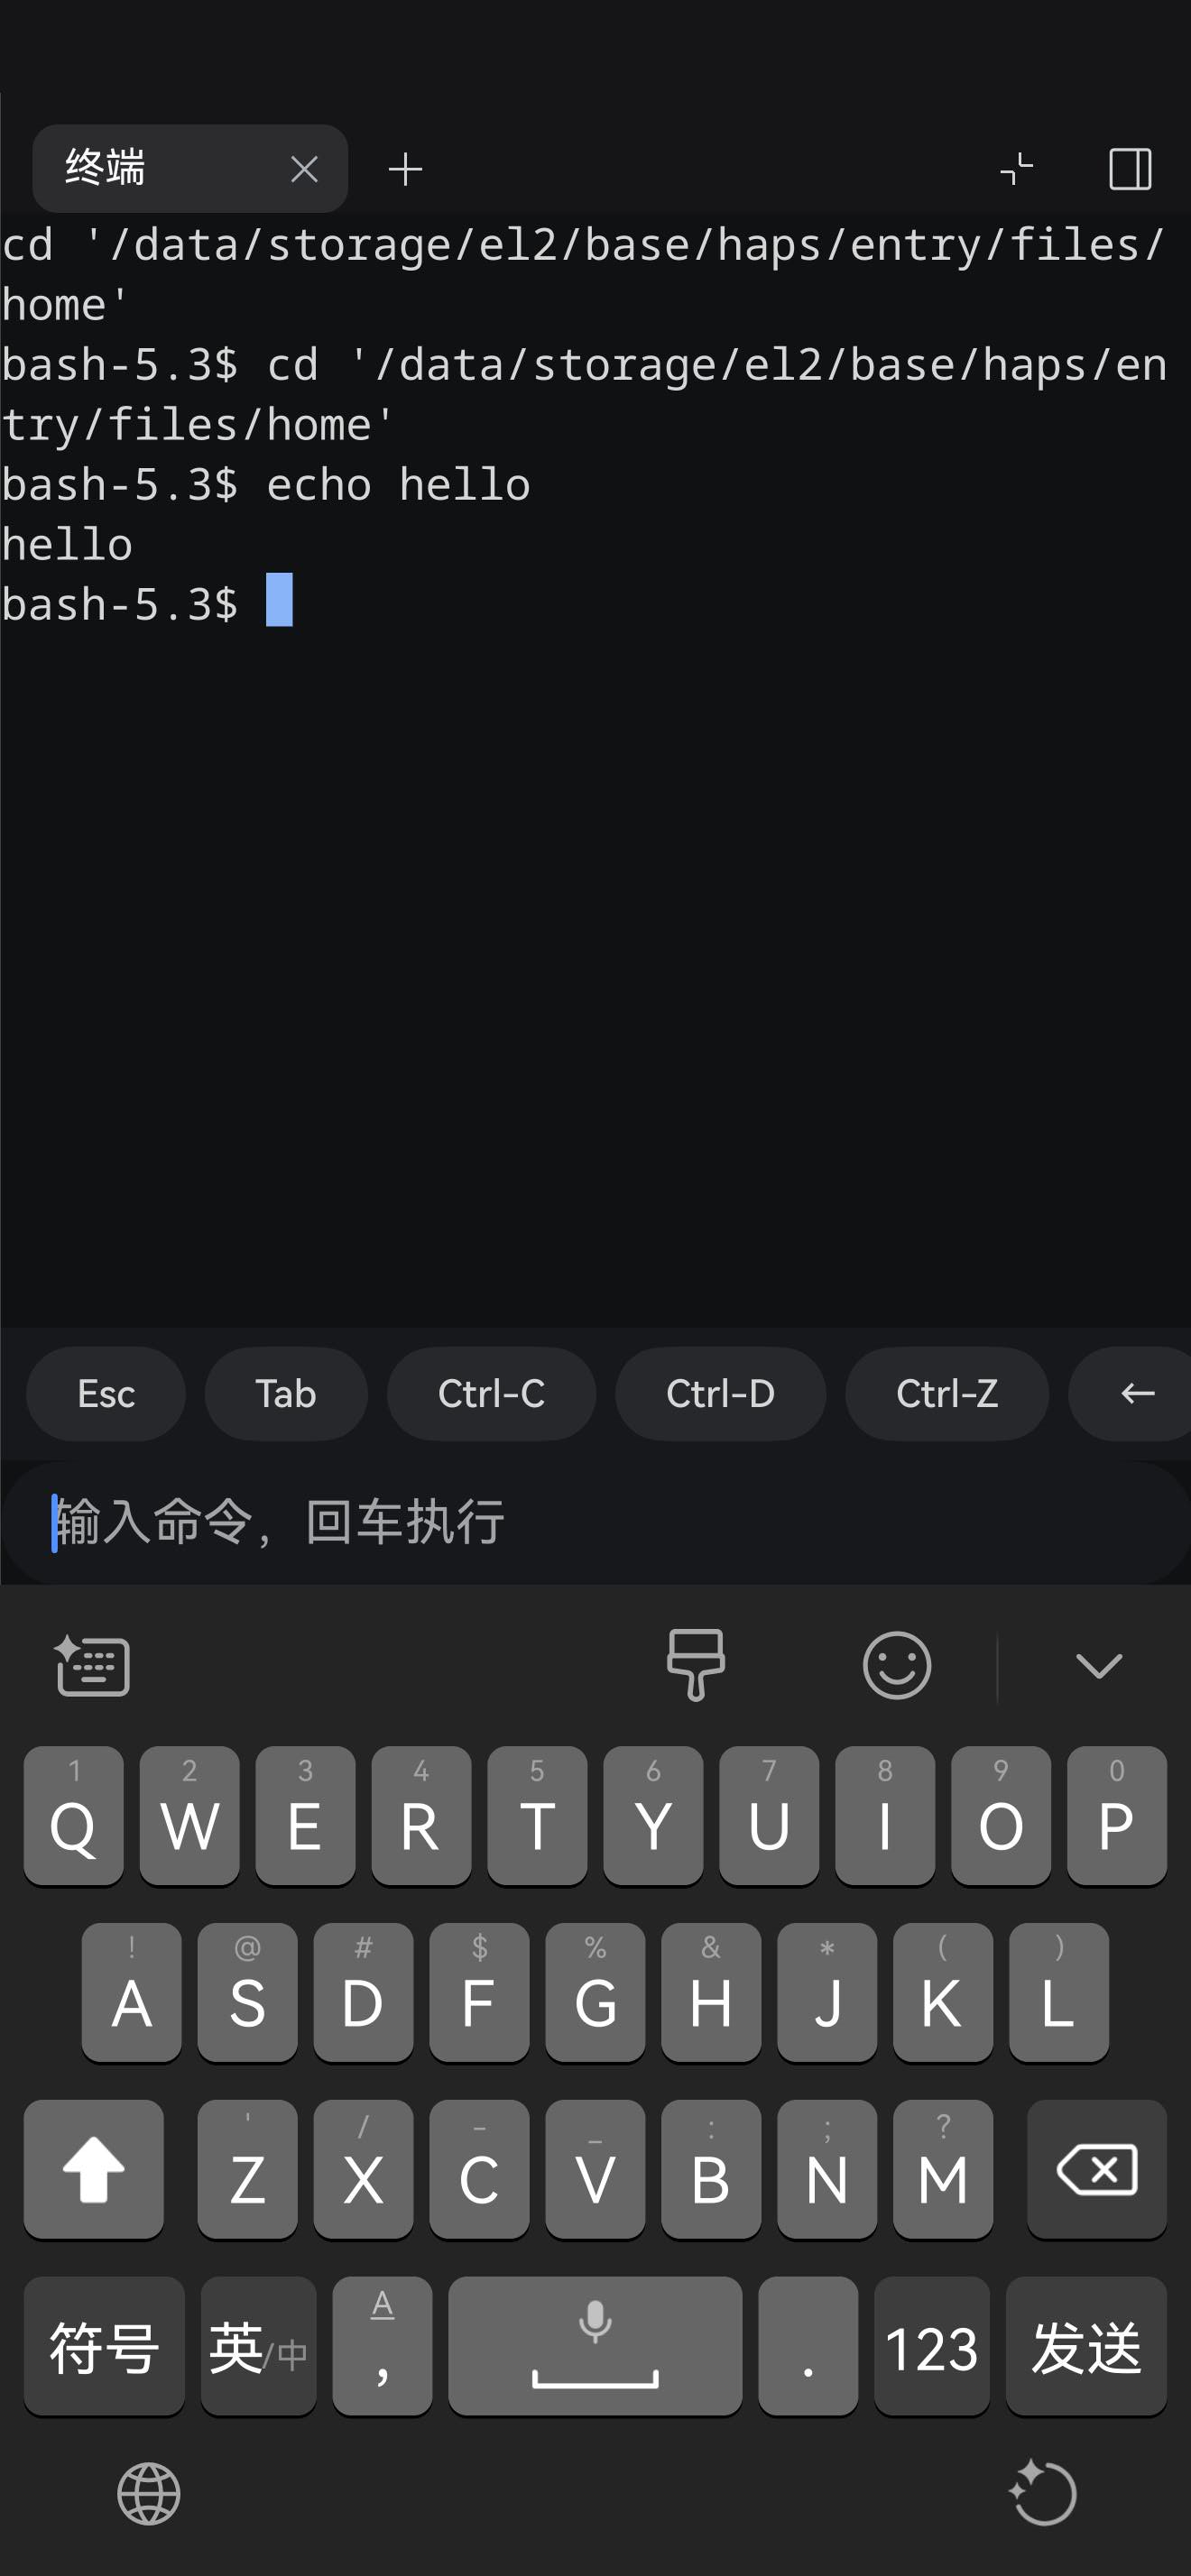 终端
cd '/data/storage/el2/base/haps/entry/files/
home'
bash-5.3$ cd '/data/storage/el2/base/haps/en
try/files/home'
bash-5.3$ echo hello
hello
bash-5.3$
Esc Tab Ctrl-C Ctrl-D Ctrl-Z ←
输入命令，回车执行
1 2 3 4 5 6 7 8 9 0
Q W E R T Y U I O P
! @ # $ % & * ( )
A S D F G H J K L
' / - _ : ; ?
Z X C V B N M
A
符号 英/中 , . 123 发送